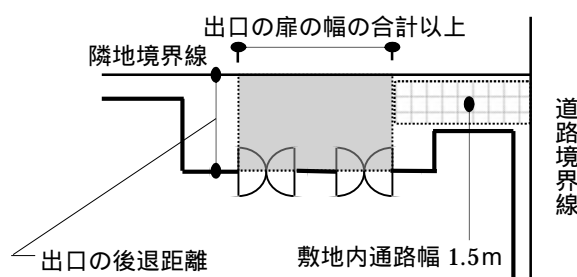 出口の扉の幅の合計以上
隣地境界線
道路境界線
出口の後退距離
敷地内通路幅 1.5m